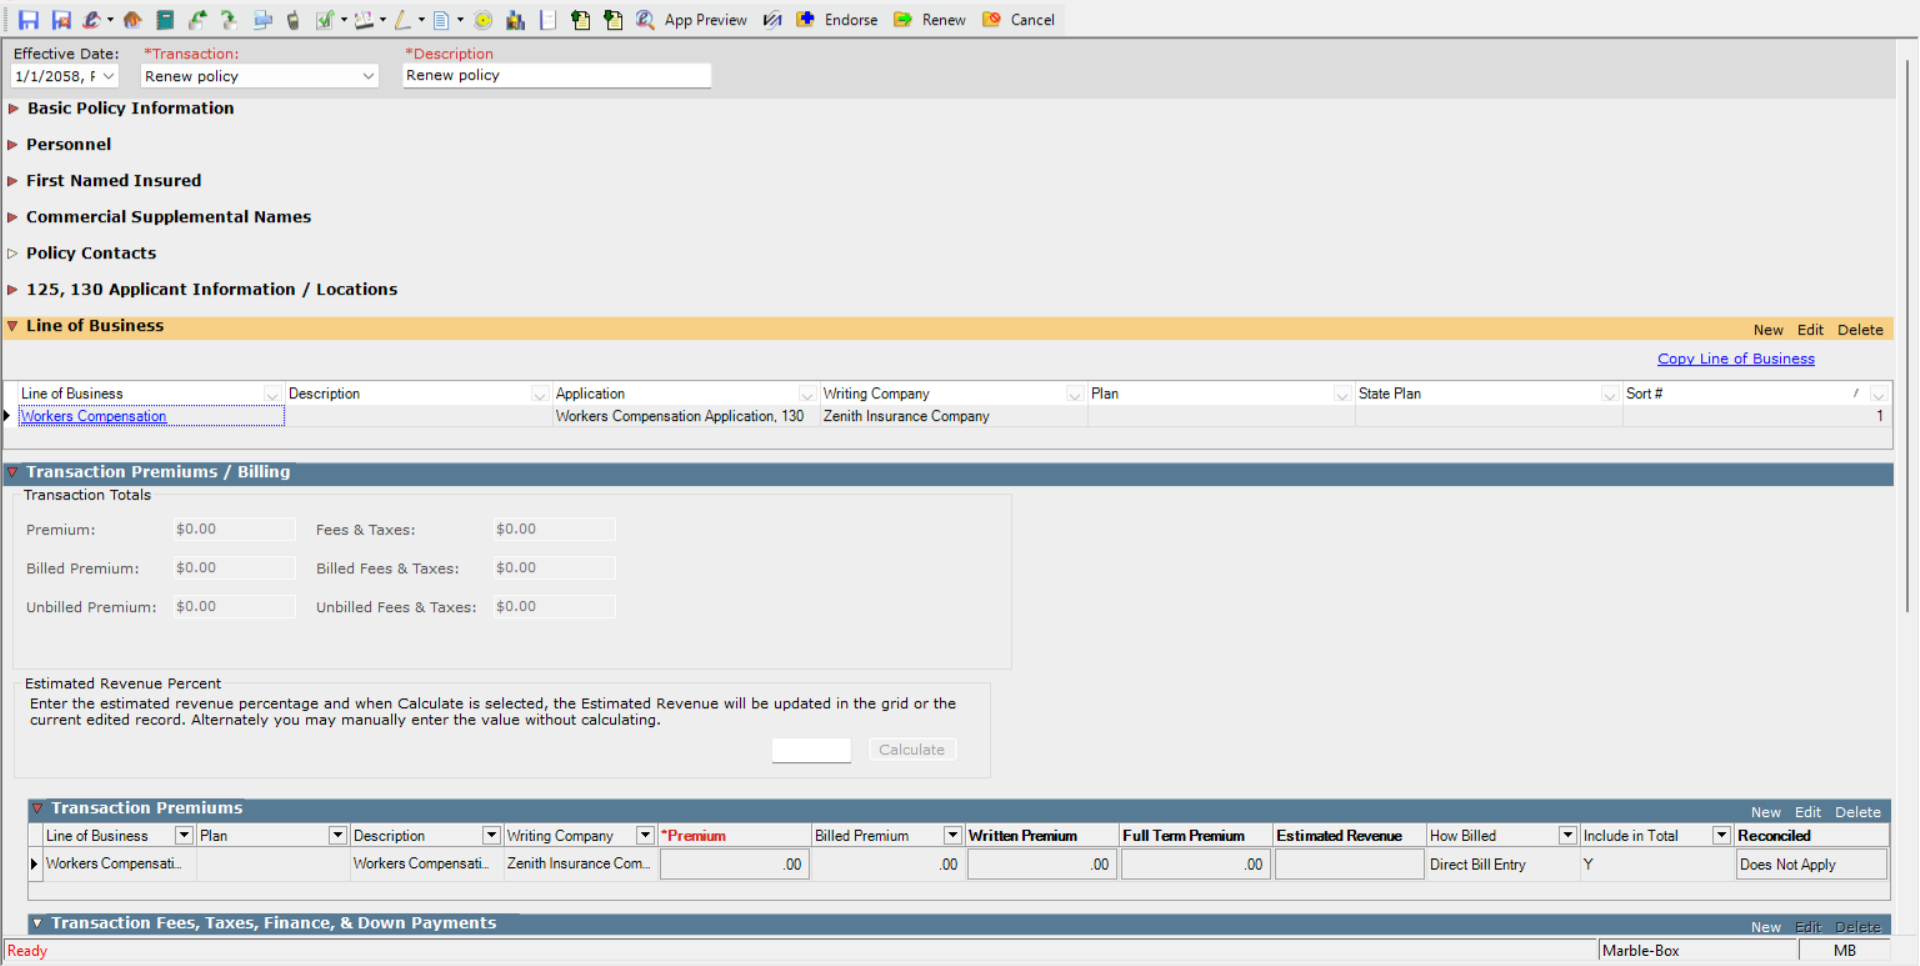 App Preview Endorse Renew Cancel
Effective Date: *Transaction: *Description
1/1/2058, F Renew policy Renew policy
Basic Policy Information
Personnel
First Named Insured
Commercial Supplemental Names
Policy Contacts
125, 130 Applicant Information / Locations
Line of Business New Edit Delete
Copy Line of Business
Line of Business Description Application Writing Company Plan State Plan Sort # /
Workers Compensation Workers Compensation Application, 130 Zenith Insurance Company 1
Transaction Premiums / Billing
Transaction Totals
Premium: $0.00 Fees & Taxes: $0.00
Billed Premium: $0.00 Billed Fees & Taxes: $0.00
Unbilled Premium: $0.00 Unbilled Fees & Taxes: $0.00
Estimated Revenue Percent
Enter the estimated revenue percentage and when Calculate is selected, the Estimated Revenue will be updated in the grid or the
current edited record. Alternately you may manually enter the value without calculating.
Calculate
Transaction Premiums New Edit Delete
Line of Business Plan Description Writing Company *Premium Billed Premium Written Premium Full Term Premium Estimated Revenue How Billed Include in Total Reconciled
Workers Compensati... Workers Compensati... Zenith Insurance Com... .00 .00 .00 .00 Direct Bill Entry Y Does Not Apply
Transaction Fees, Taxes, Finance, & Down Payments New Edit Delete
Ready Marble-Box MB